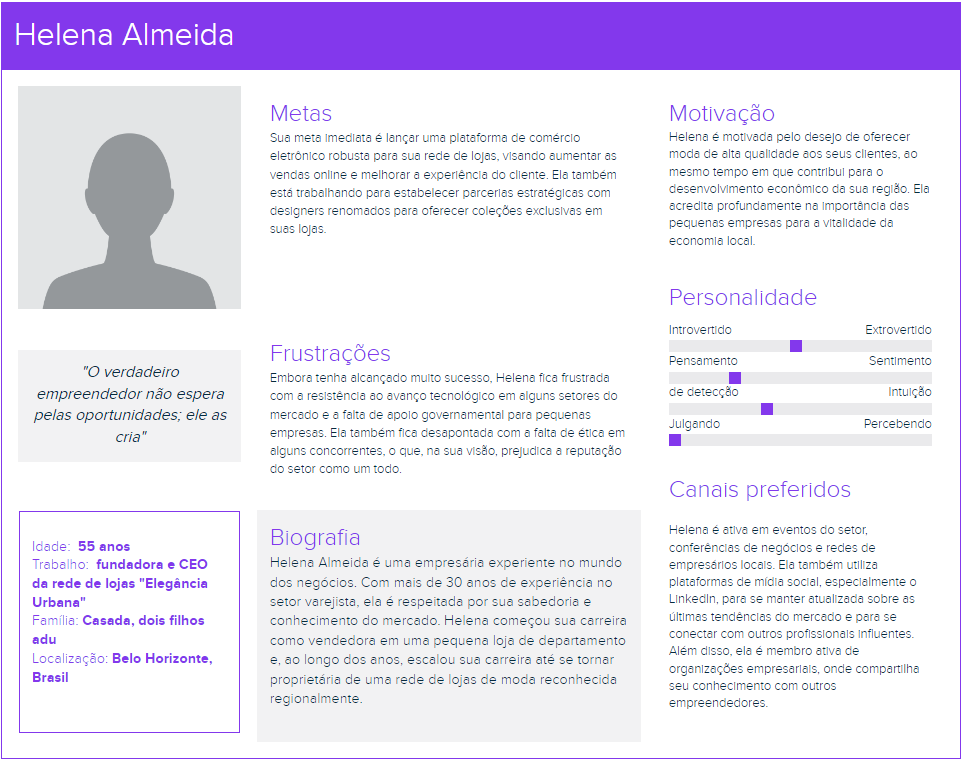 Helena Almeida
"O verdadeiro
empreendedor não espera
pelas oportunidades; ele as
cria"
Idade:  55 anos
Trabalho:  fundadora e CEO
da rede de lojas "Elegância
Urbana"
Família: Casada, dois filhos
adu
Localização: Belo Horizonte,
Brasil
Metas
Sua meta imediata é lançar uma plataforma de comércio
eletrônico robusta para sua rede de lojas, visando aumentar as
vendas online e melhorar a experiência do cliente. Ela também
está trabalhando para estabelecer parcerias estratégicas com
designers renomados para oferecer coleções exclusivas em
suas lojas.
Frustrações
Embora tenha alcançado muito sucesso, Helena fica frustrada
com a resistência ao avanço tecnológico em alguns setores do
mercado e a falta de apoio governamental para pequenas
empresas. Ela também fica desapontada com a falta de ética em
alguns concorrentes, o que, na sua visão, prejudica a reputação
do setor como um todo.
Biografia
Helena Almeida é uma empresária experiente no mundo
dos negócios. Com mais de 30 anos de experiência no
setor varejista, ela é respeitada por sua sabedoria e
conhecimento do mercado. Helena começou sua carreira
como vendedora em uma pequena loja de departamento
e, ao longo dos anos, escalou sua carreira até se tornar
proprietária de uma rede de lojas de moda reconhecida
regionalmente.
Motivação
Helena é motivada pelo desejo de oferecer
moda de alta qualidade aos seus clientes, ao
mesmo tempo em que contribui para o
desenvolvimento econômico da sua região. Ela
acredita profundamente na importância das
pequenas empresas para a vitalidade da
economia local.
Personalidade
Introvertido Extrovertido
Pensamento Sentimento
de detecção Intuição
Julgando Percebendo
Canais preferidos
Helena é ativa em eventos do setor,
conferências de negócios e redes de
empresários locais. Ela também utiliza
plataformas de mídia social, especialmente o
LinkedIn, para se manter atualizada sobre as
últimas tendências do mercado e para se
conectar com outros profissionais influentes.
Além disso, ela é membro ativa de
organizações empresariais, onde compartilha
seu conhecimento com outros
empreendedores.